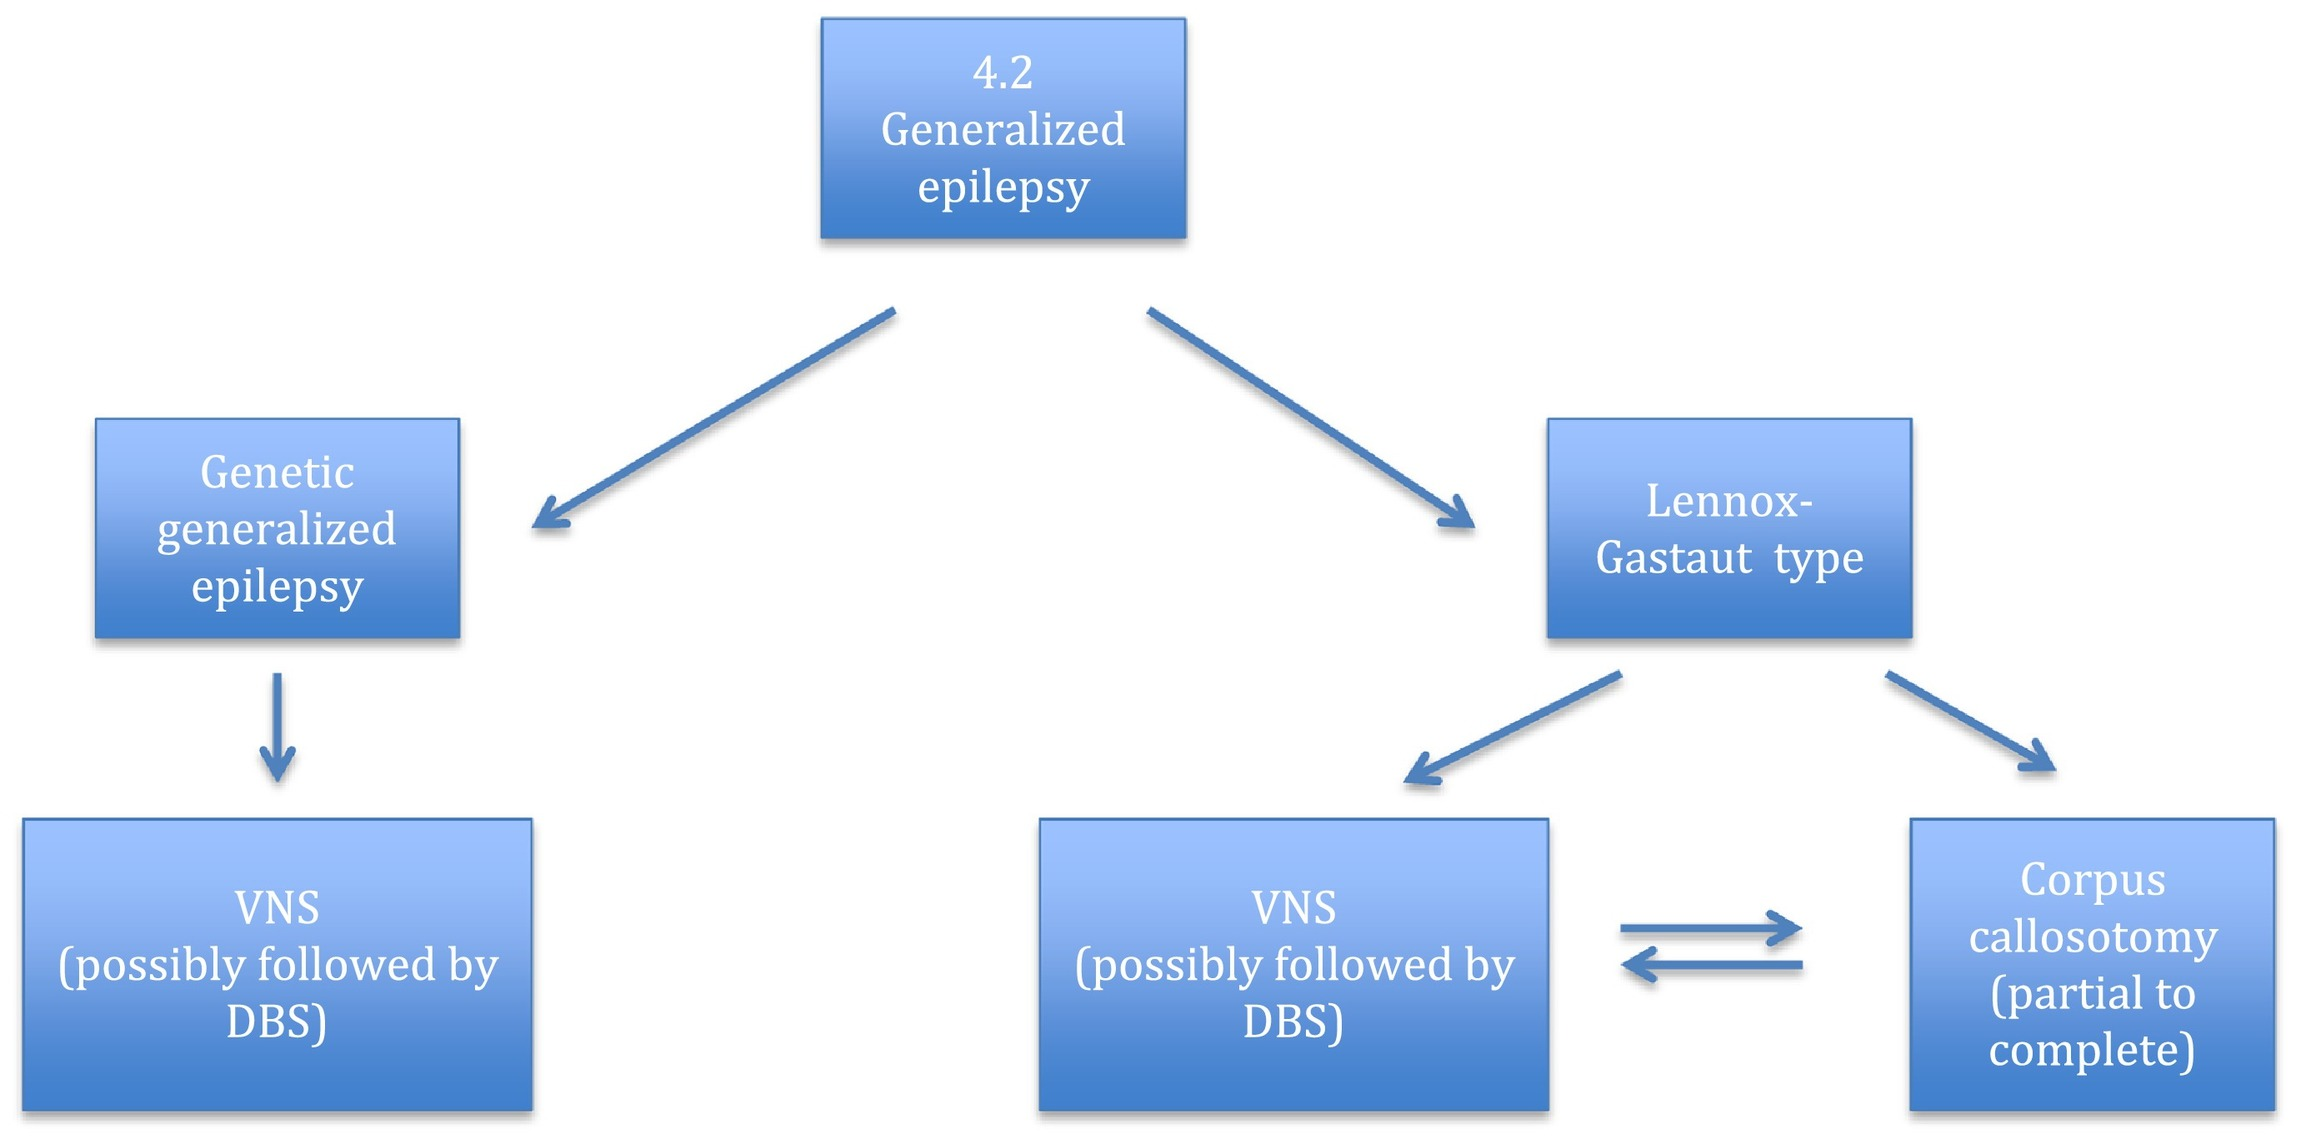 4.2
Generalized
epilepsy
Genetic
generalized
epilepsy
Lennox-
Gastaut type
VNS
(possibly followed by
DBS)
VNS
(possibly followed by
DBS)
Corpus
callosotomy
(partial to
complete)